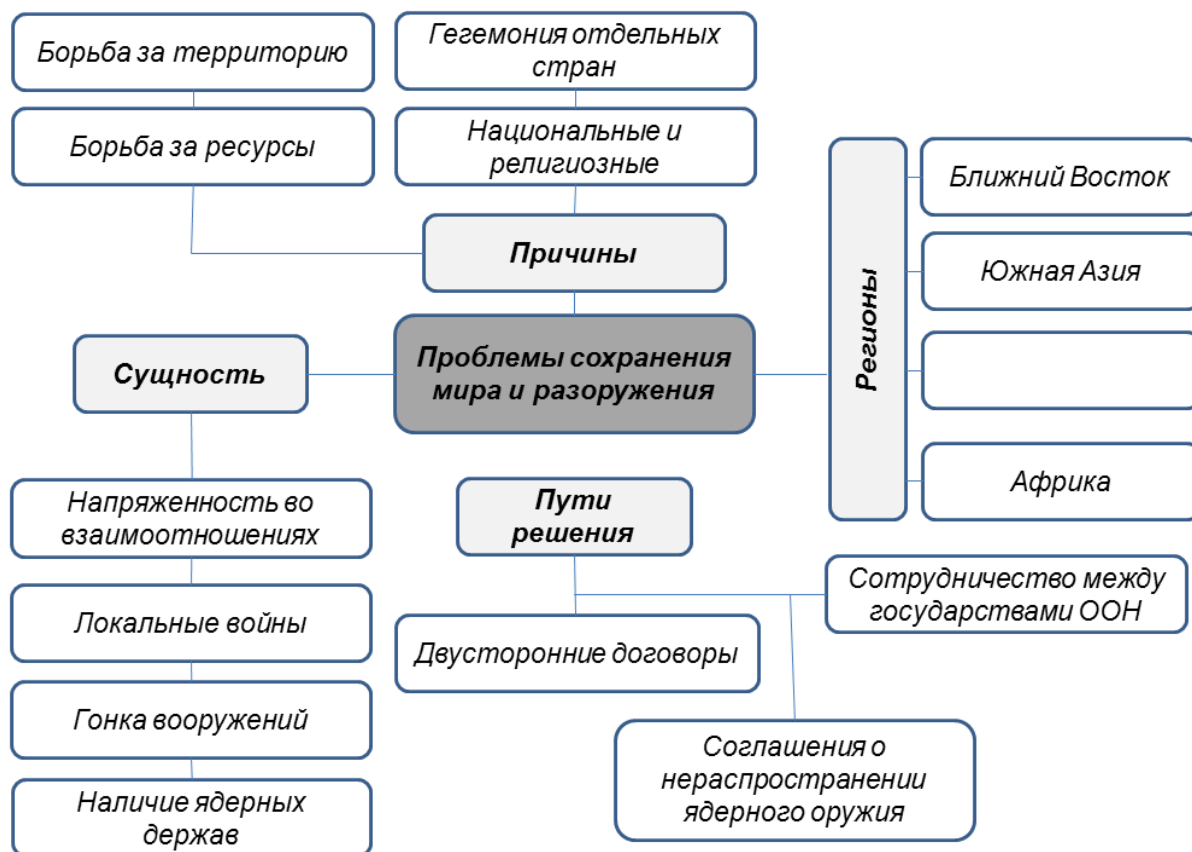 Борьба за территорию
Гегемония отдельных
стран
Борьба за ресурсы
Национальные и
религиозные
Причины
Проблемы сохранения
мира и разоружения
Сущность
Напряженность во
взаимоотношениях
Локальные войны
Гонка вооружений
Наличие ядерных
держав
Пути
решения
Двусторонние договоры
Соглашения о
нераспространении
ядерного оружия
Сотрудничество между
государствами ООН
Регионы
Ближний Восток
Южная Азия
Африка